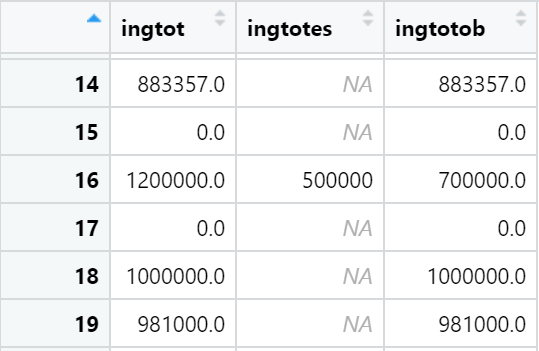 ingtot ingtotes ingtotob
14 883357.0 NA 883357.0
15 0.0 NA 0.0
16 1200000.0 500000 700000.0
17 0.0 NA 0.0
18 1000000.0 NA 1000000.0
19 981000.0 NA 981000.0